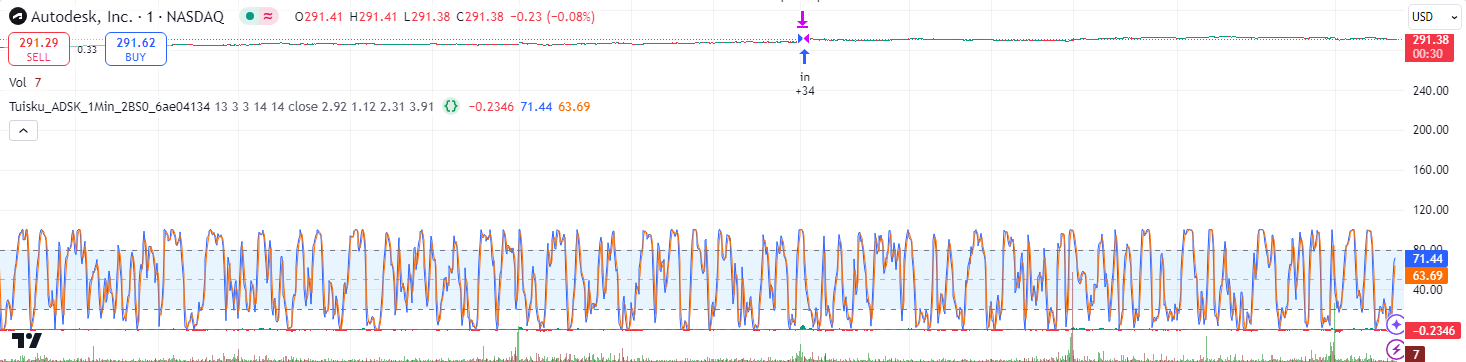 Autodesk, Inc. · 1 · NASDAQ ≈ O291.41 H291.41 L291.38 C291.38 −0.23 (−0.08%)
USD
291.29
SELL
0.33
291.62
BUY
291.38
00:30
Vol 7
in
+34
Tuisku_ADSK_1Min_2BS0_6ae04134 13 3 3 14 14 close 2.92 1.12 2.31 3.91 {} −0.2346 71.44 63.69
240.00
200.00
160.00
120.00
80.00
71.44
63.69
40.00
−0.2346
7